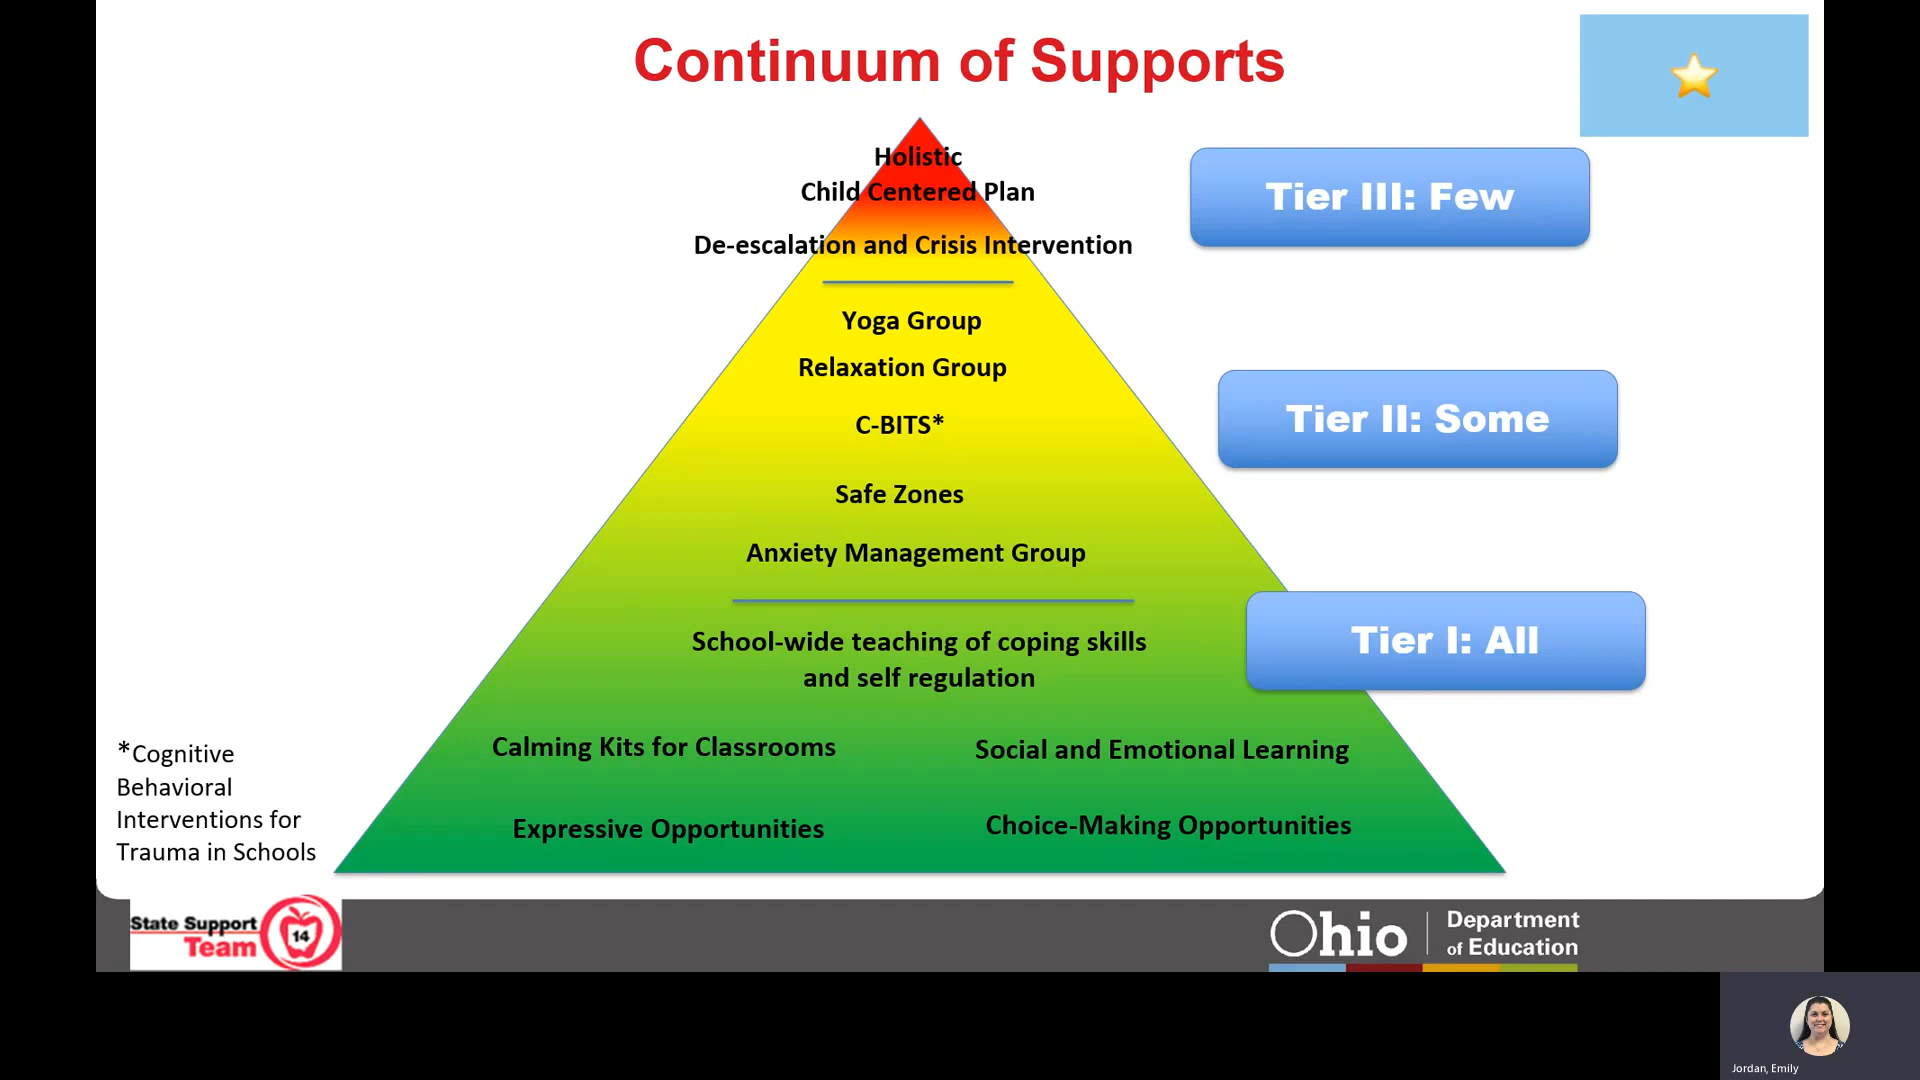 Continuum of Supports
Holistic
Child Centered Plan
De-escalation and Crisis Intervention
Tier III: Few
Yoga Group
Relaxation Group
C-BITS*
Safe Zones
Anxiety Management Group
Tier II: Some
School-wide teaching of coping skills
and self regulation
Tier I: All
Calming Kits for Classrooms
Social and Emotional Learning
Expressive Opportunities
Choice-Making Opportunities
*Cognitive
Behavioral
Interventions for
Trauma in Schools
State Support
Team
14
Ohio
Department
of Education
Jordan, Emily